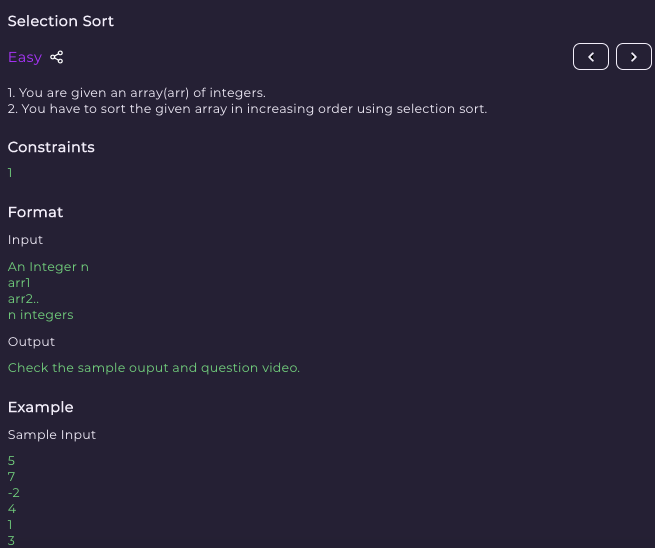 Selection Sort
Easy
1. You are given an array(arr) of integers.
2. You have to sort the given array in increasing order using selection sort.
Constraints
1
Format
Input
An Integer n
arr1
arr2..
n integers
Output
Check the sample ouput and question video.
Example
Sample Input
5
7
-2
4
1
3